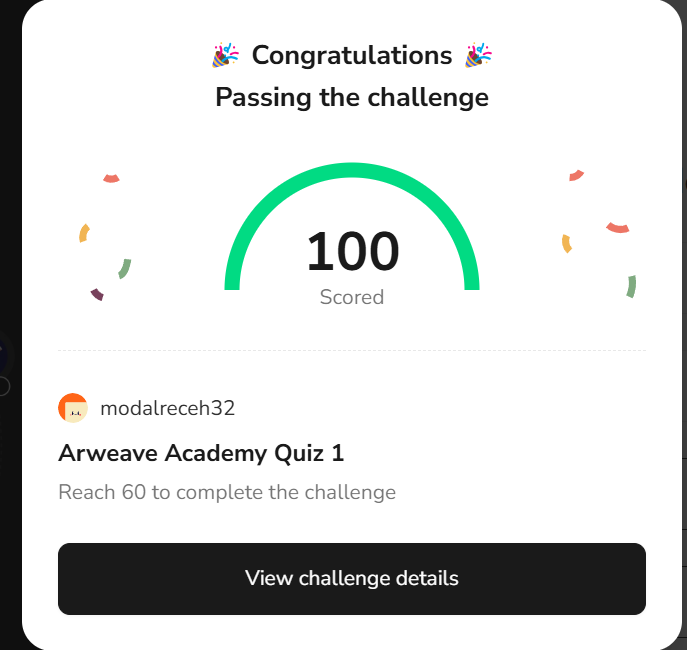 🎉 Congratulations 🎉
Passing the challenge
100
Scored
modalreceh32
Arweave Academy Quiz 1
Reach 60 to complete the challenge
View challenge details